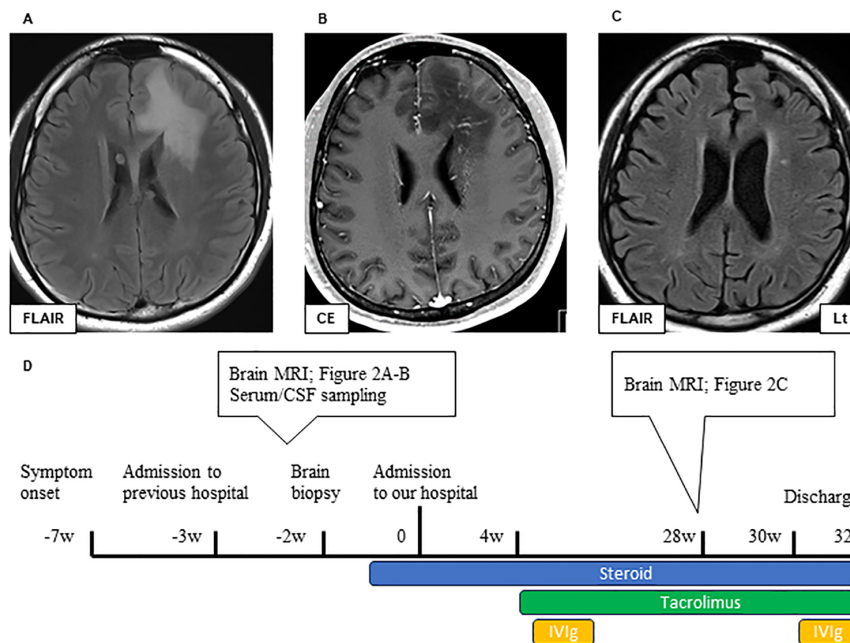 A
B
C
FLAIR
CE
FLAIR
Lt
D
Brain MRI; Figure 2A-B
Serum/CSF sampling
Brain MRI; Figure 2C
Symptom
onset
Admission to
previous hospital
Brain
biopsy
Admission
to our hospital
Discharg
-7w
-3w
-2w
0
4w
28w
30w
32
Steroid
Tacrolimus
IVIg
IVIg